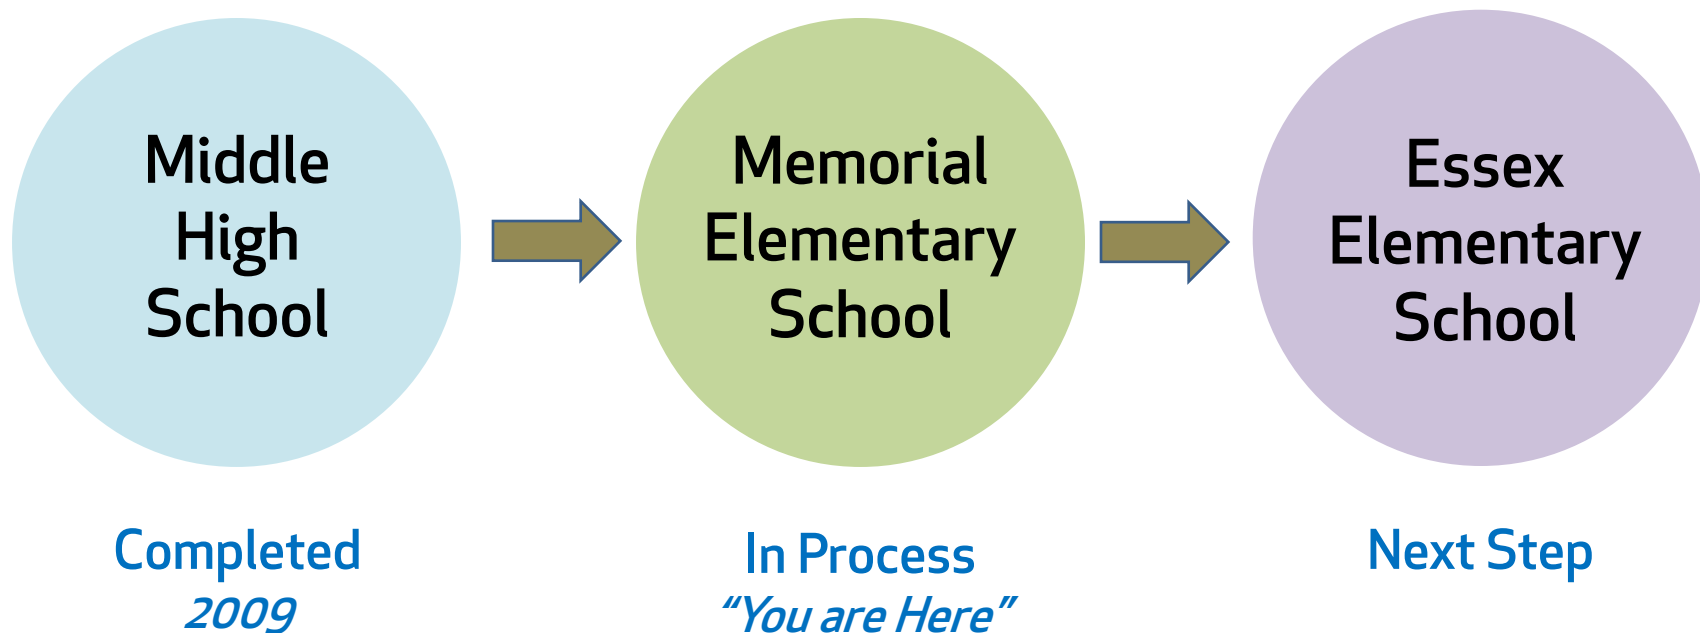 Middle
High
School
Memorial
Elementary
School
Essex
Elementary
School
Completed
2009
In Process
“You are Here”
Next Step